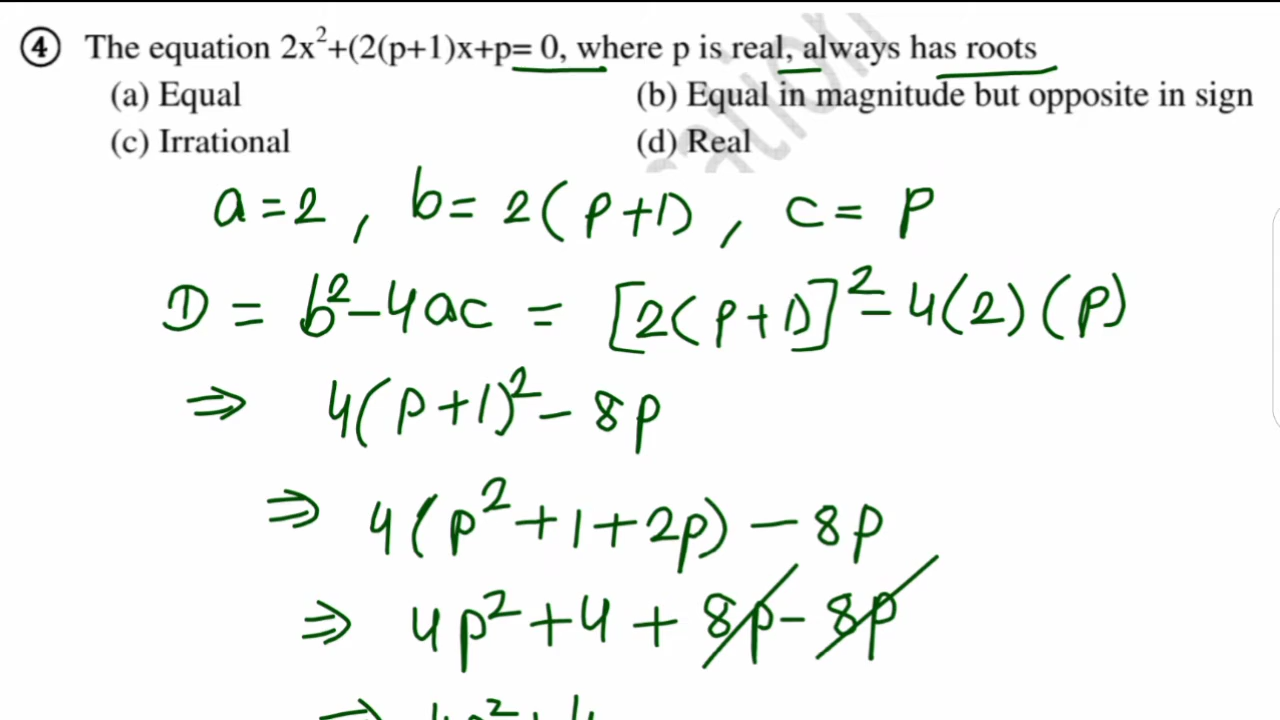 ④ The equation 2x²+(2(p+1)x+p= 0, where p is real, always has roots
(a) Equal (b) Equal in magnitude but opposite in sign
(c) Irrational (d) Real
a = 2 , b = 2(p+1) , c = p
D = b²-4ac = [2(p+1)]² - 4(2)(p)
⇒ 4(p+1)² - 8p
⇒ 4(p²+1+2p) - 8p
⇒ 4p²+4+8p-8p